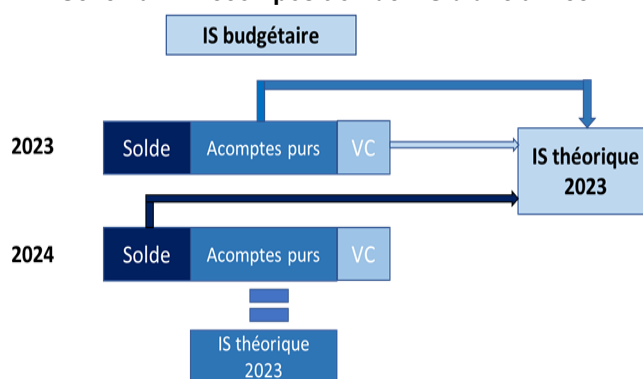 IS budgétaire
2023
Solde
Acomptes purs
VC
IS théorique
2023
2024
Solde
Acomptes purs
VC
IS théorique
2023